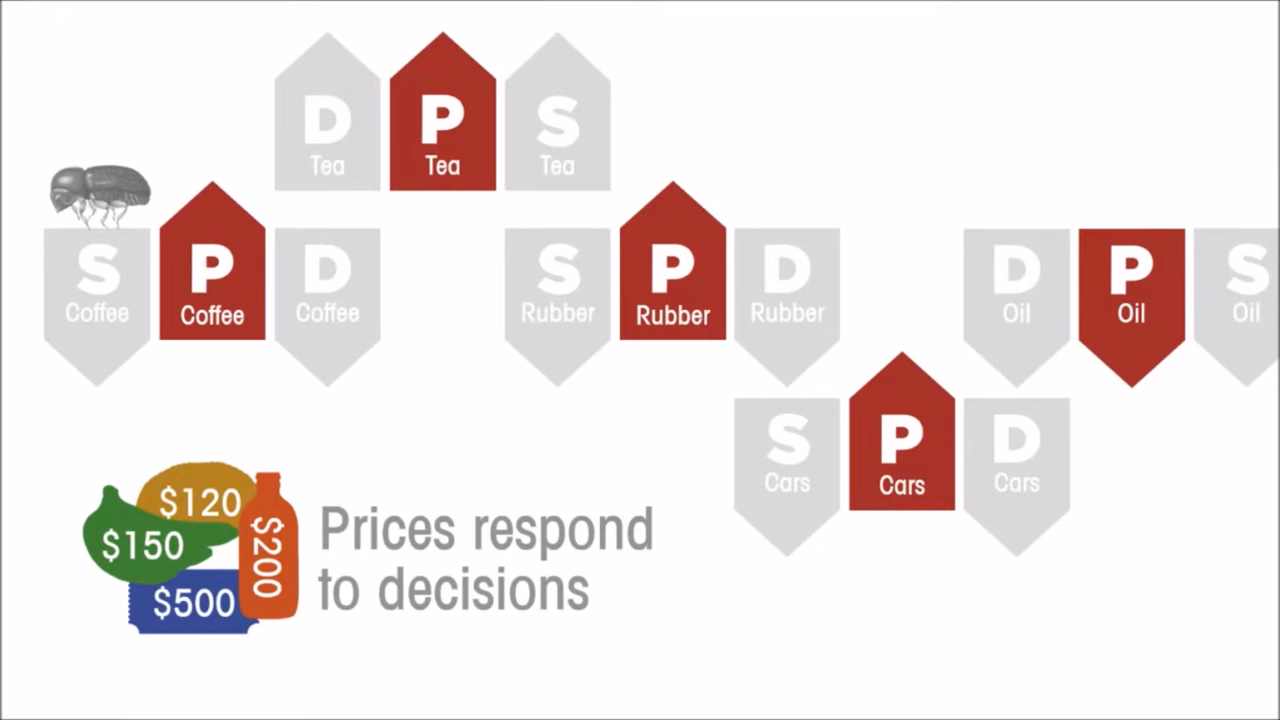 D P S
Tea Tea Tea
S P D
Coffee Coffee Coffee
S P D
Rubber Rubber Rubber
D P S
Oil Oil Oil
S P D
Cars Cars Cars
$120
$150
$200
$500
Prices respond
to decisions